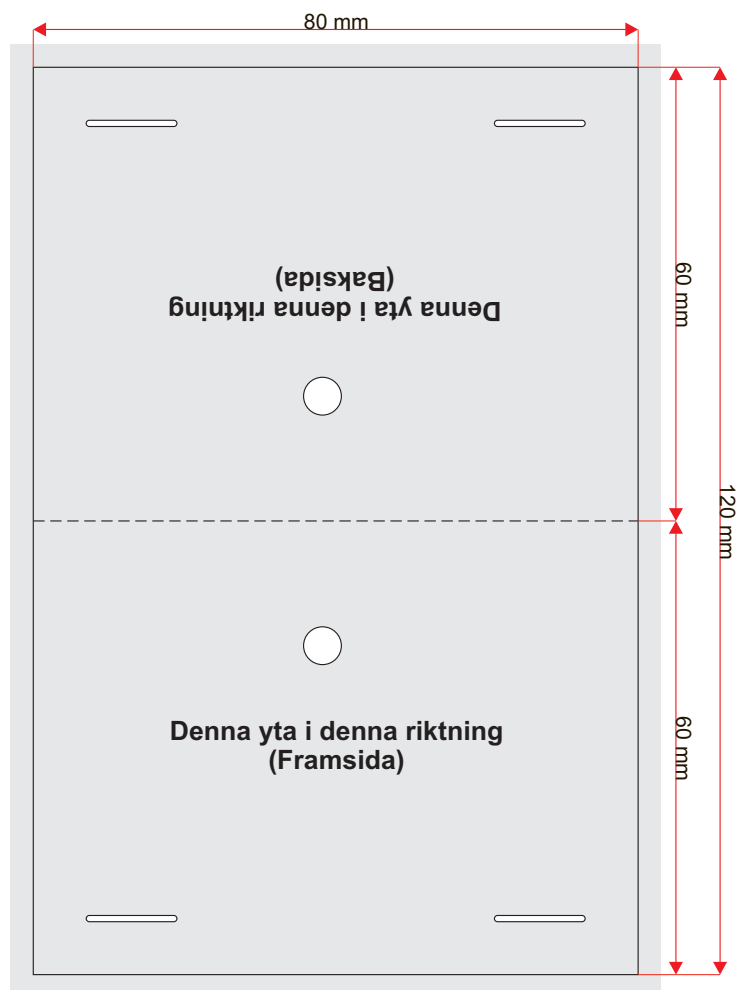 80 mm
Denna yta i denna riktning
(Baksida)
60 mm
120 mm
Denna yta i denna riktning
(Framsida)
60 mm